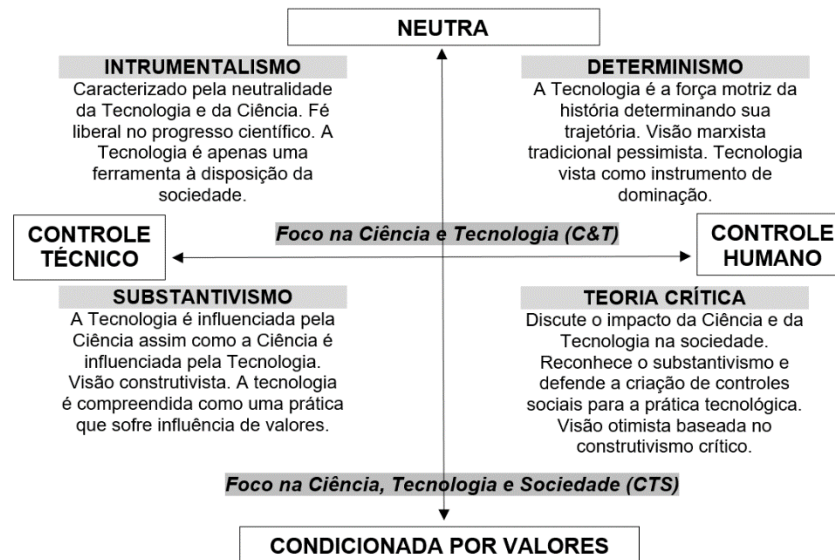 NEUTRA
INTRUMENTALISMO
Caracterizado pela neutralidade
da Tecnologia e da Ciência. Fé
liberal no progresso científico. A
Tecnologia é apenas uma
ferramenta à disposição da
sociedade.
DETERMINISMO
A Tecnologia é a força motriz da
história determinando sua
trajetória. Visão marxista
tradicional pessimista. Tecnologia
vista como instrumento de
dominação.
CONTROLE
TÉCNICO
Foco na Ciência e Tecnologia (C&T)
CONTROLE
HUMANO
SUBSTANTIVISMO
A Tecnologia é influenciada pela
Ciência assim como a Ciência é
influenciada pela Tecnologia.
Visão construtivista. A tecnologia
é compreendida como uma prática
que sofre influência de valores.
TEORIA CRÍTICA
Discute o impacto da Ciência e da
Tecnologia na sociedade.
Reconhece o substantivismo e
defende a criação de controles
sociais para a prática tecnológica.
Visão otimista baseada no
construtivismo crítico.
Foco na Ciência, Tecnologia e Sociedade (CTS)
CONDICIONADA POR VALORES